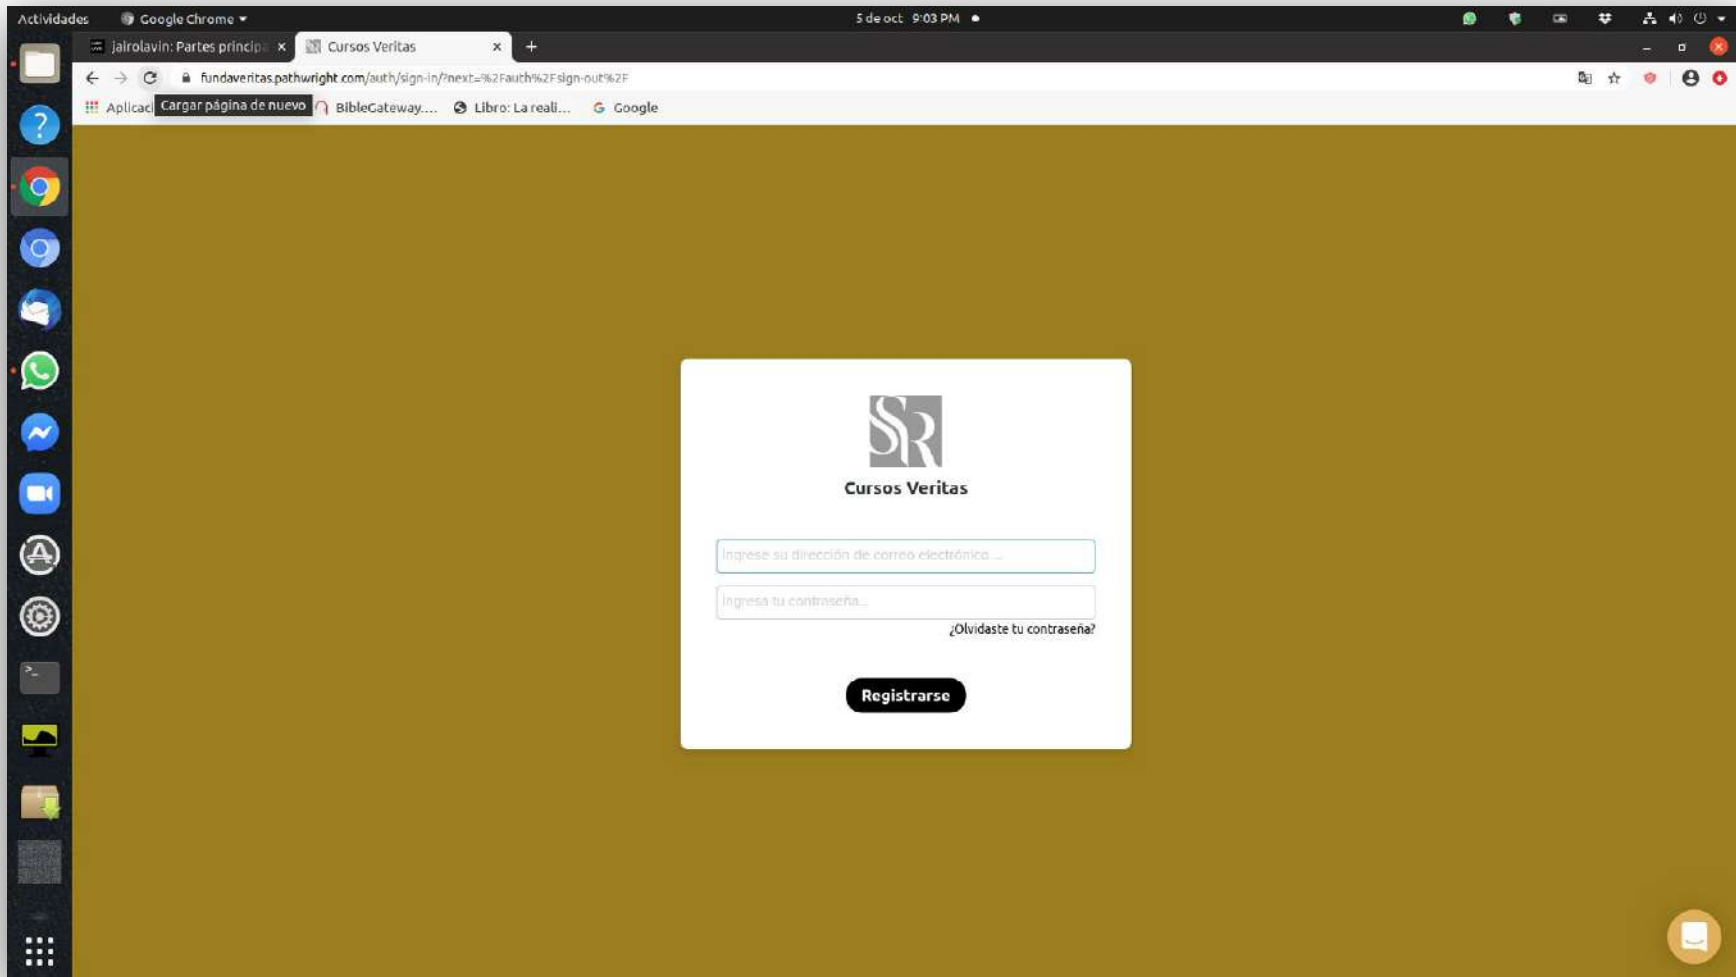 Actividades Google Chrome 5 de oct 9:03 PM
jairolavin: Partes princip Cursos Veritas
fundaveritas.pathwright.com/auth/sign-in/?next=%2Fauth%2Fsign-out%2F
Aplicaci Cargar página de nuevo BibleGateway.... Libro: La reali... Google
SR
Cursos Veritas
Ingrese su dirección de correo electrónico ...
Ingresa tu contraseña...
¿Olvidaste tu contraseña?
Registrarse